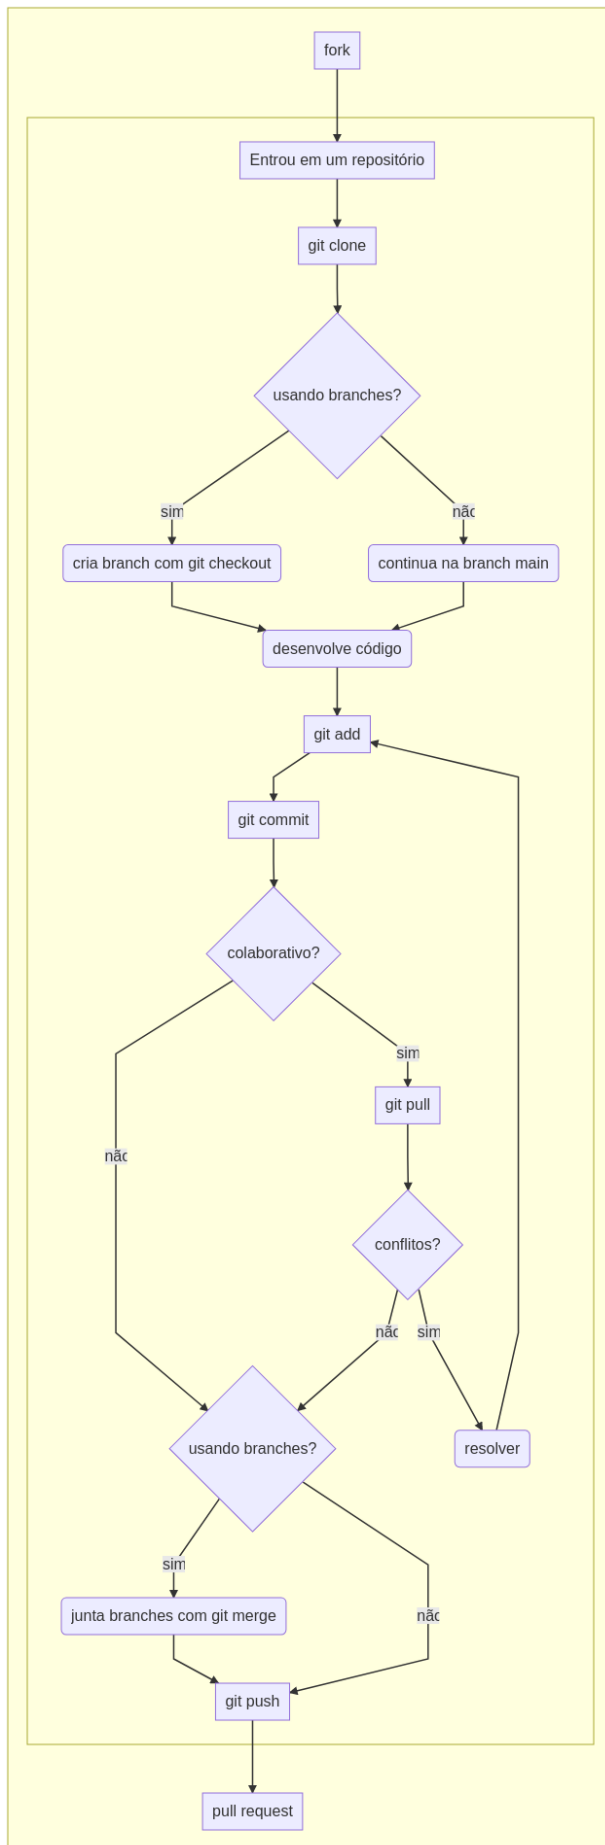 fork
Entrou em um repositório
git clone
usando branches?
sim
não
cria branch com git checkout
continua na branch main
desenvolve código
git add
git commit
colaborativo?
sim
git pull
não
conflitos?
não
sim
usando branches?
resolver
sim
junta branches com git merge
não
git push
pull request